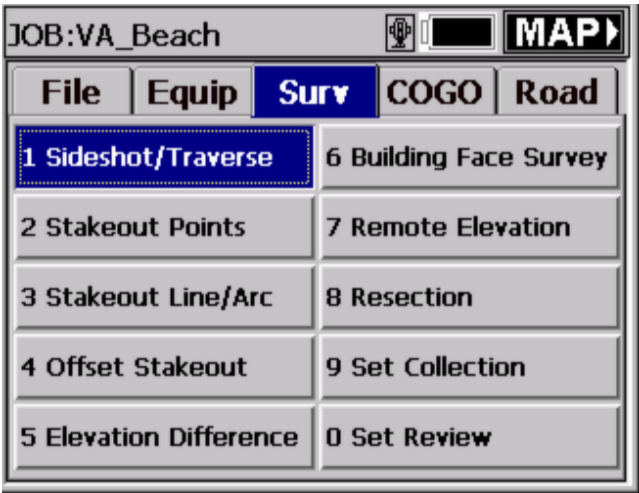 JOB:VA_Beach MAP
File Equip Surv COGO Road
1 Sideshot/Traverse
2 Stakeout Points
3 Stakeout Line/Arc
4 Offset Stakeout
5 Elevation Difference
6 Building Face Survey
7 Remote Elevation
8 Resection
9 Set Collection
0 Set Review